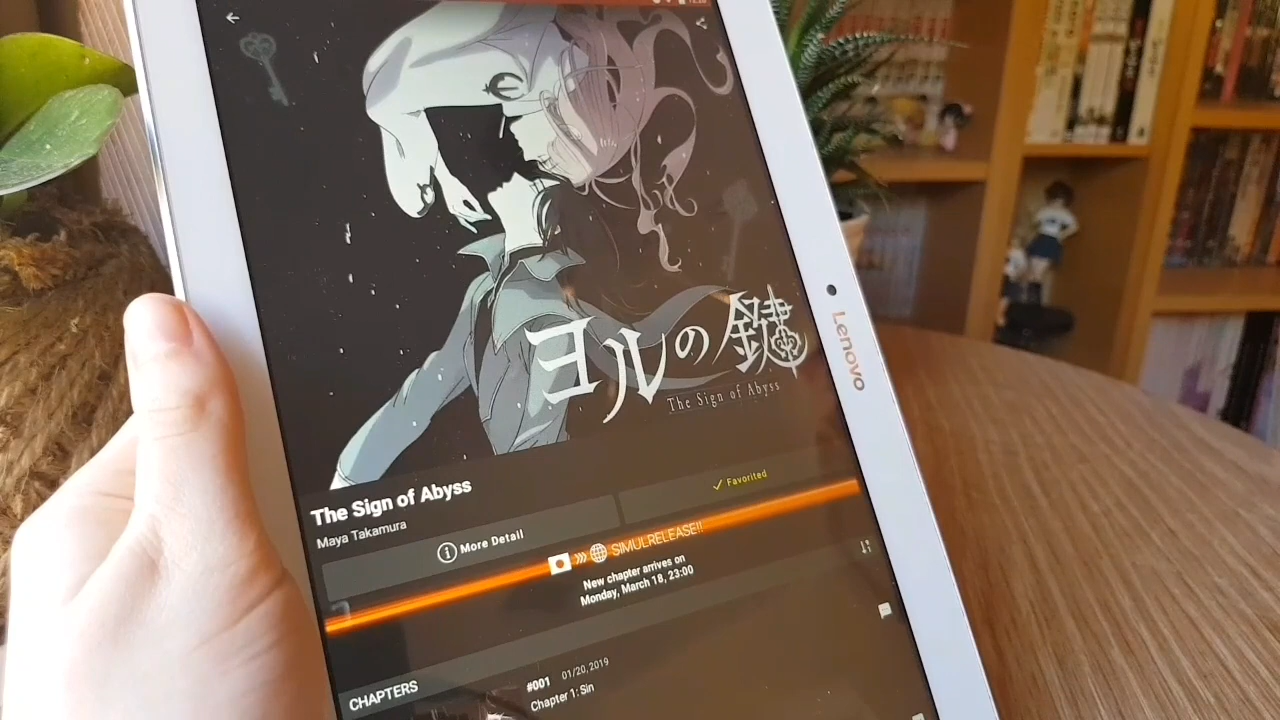 ヨルの鍵
The Sign of Abyss
Lenovo
The Sign of Abyss
Maya Takamura
More Detail
Favorited
SIMULRELEASE!!
New chapter arrives on
Monday, March 18, 23:00
CHAPTERS
#001 01/20,2019
Chapter 1: Sin